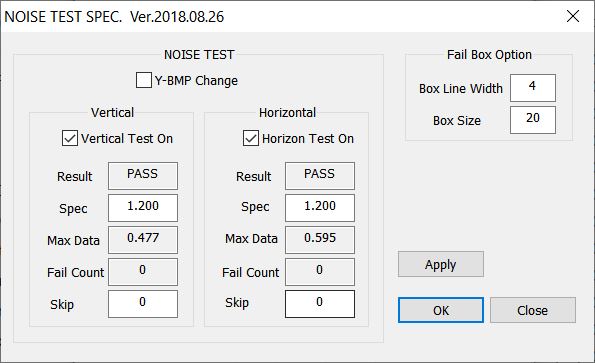 NOISE TEST SPEC.  Ver.2018.08.26
NOISE TEST
Y-BMP Change
Vertical
Vertical Test On
Result PASS
Spec 1.200
Max Data 0.477
Fail Count 0
Skip 0
Horizontal
Horizon Test On
Result PASS
Spec 1.200
Max Data 0.595
Fail Count 0
Skip 0
Fail Box Option
Box Line Width 4
Box Size 20
Apply
OK Close